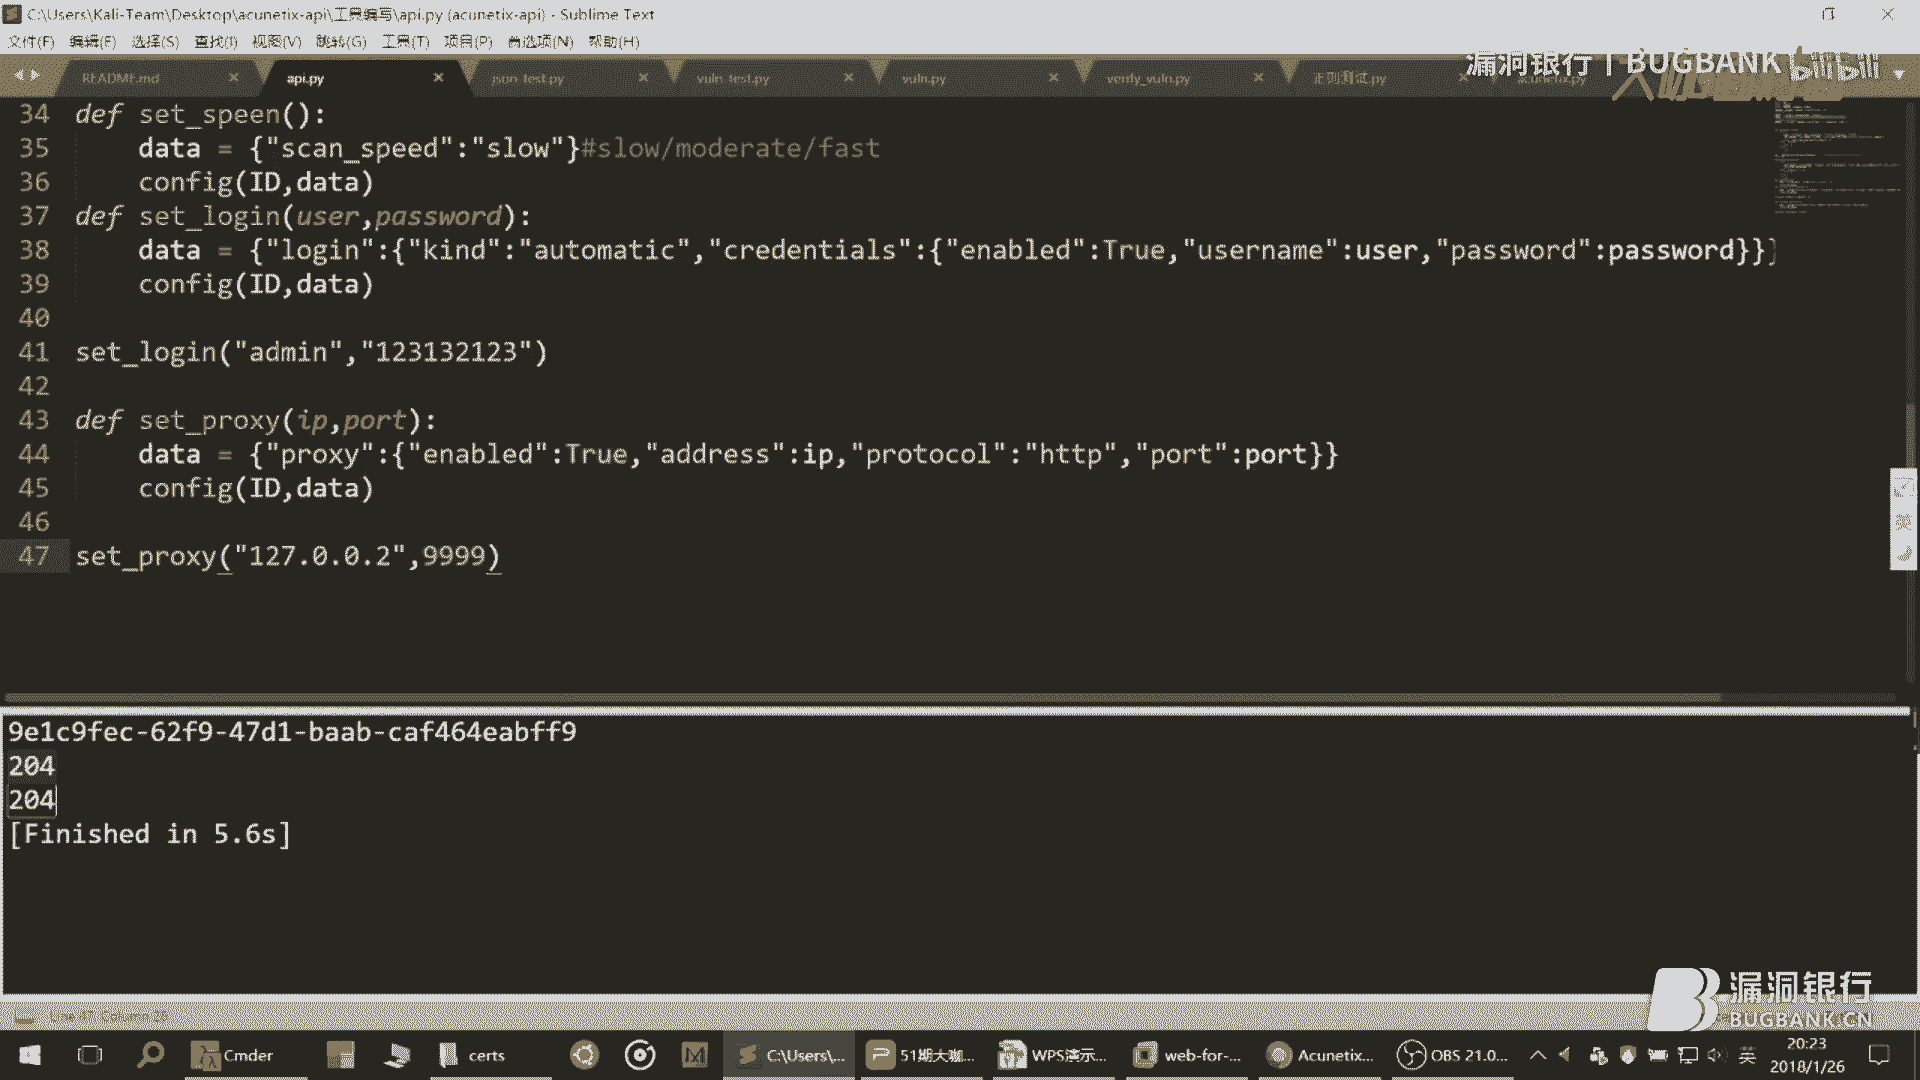 C:\Users\Kali-Team\Desktop\acunetix-api\工具编写\api.py (acunetix-api) - Sublime Text
文件(F) 编辑(E) 选择(S) 查找(I) 视图(V) 跳转(G) 工具(T) 项目(P) 首选项(N) 帮助(H)
漏洞银行 | BUGBANK bilibili
README.md api.py json-test.py vuln_test.py vuln.py verify_vuln.py 正则测试.py acunetix.py
34 def set_speen():
35 data = {"scan_speed":"slow"}#slow/moderate/fast
36 config(ID,data)
37 def set_login(user,password):
38 data = {"login":{"kind":"automatic","credentials":{"enabled":True,"username":user,"password":password}}}
39 config(ID,data)
40
41 set_login("admin","123132123")
42
43 def set_proxy(ip,port):
44 data = {"proxy":{"enabled":True,"address":ip,"protocol":"http","port":port}}
45 config(ID,data)
46
47 set_proxy("127.0.0.2",9999)
英
9e1c9fec-62f9-47d1-baab-caf464eabff9
204
204
[Finished in 5.6s]
漏洞银行
BUGBANK.CN
Cmder certs C:\Users\... 51期大咖... WPS演示... web-for-... Acunetix... OBS 21.0... 英
20:23
2018/1/26